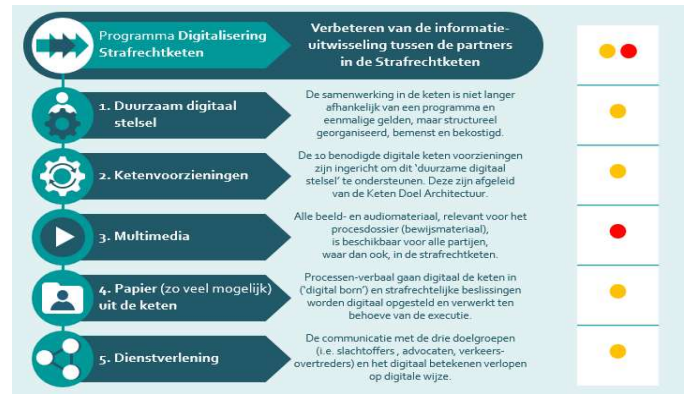 Programma Digitalisering
Strafrechtketen
Verbeteren van de informatie-
uitwisseling tussen de partners
in de Strafrechtketen
1. Duurzaam digitaal
stelsel
De samenwerking in de keten is niet langer
afhankelijk van een programma en
eenmalige gelden, maar structureel
georganiseerd, bemenst en bekostigd.
2. Ketenvoorzieningen
De 10 benodigde digitale keten voorzieningen
zijn ingericht om dit 'duurzame digitaal
stelsel' te ondersteunen. Deze zijn afgeleid
van de Keten Doel Architectuur.
3. Multimedia
Alle beeld- en audiomateriaal, relevant voor het
procesdossier (bewijsmateriaal),
is beschikbaar voor alle partijen,
waar dan ook, in de strafrechtketen.
4. Papier (zo veel mogelijk)
uit de keten
Processen-verbaal gaan digitaal de keten in
('digital born') en strafrechtelijke beslissingen
worden digitaal opgesteld en verwerkt ten
behoeve van de executie.
5. Dienstverlening
De communicatie met de drie doelgroepen
(i.e. slachtoffers , advocaten, verkeers-
overtreders) en het digitaal betekenen verlopen
op digitale wijze.